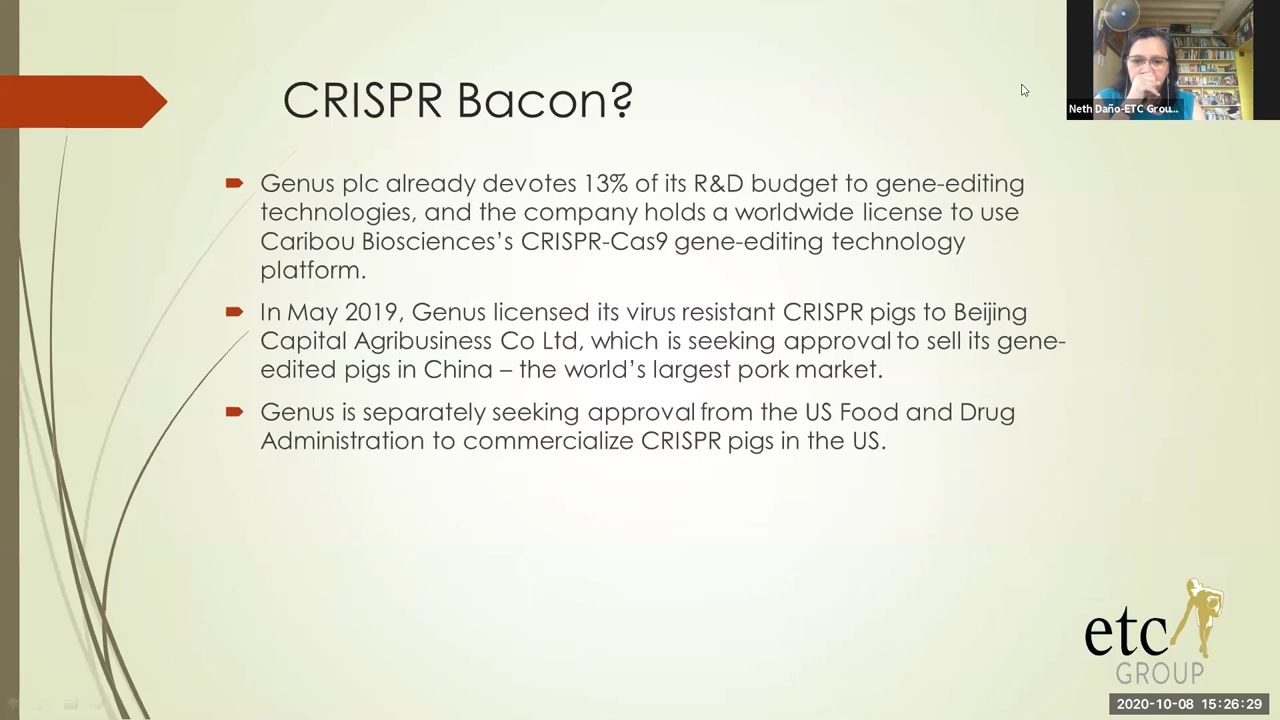 CRISPR Bacon?
Neth Daño-ETC Grou...
Genus plc already devotes 13% of its R&D budget to gene-editing
technologies, and the company holds a worldwide license to use
Caribou Biosciences's CRISPR-Cas9 gene-editing technology
platform.
In May 2019, Genus licensed its virus resistant CRISPR pigs to Beijing
Capital Agribusiness Co Ltd, which is seeking approval to sell its gene-
edited pigs in China – the world's largest pork market.
Genus is separately seeking approval from the US Food and Drug
Administration to commercialize CRISPR pigs in the US.
etc
GROUP
2020-10-08 15:26:29